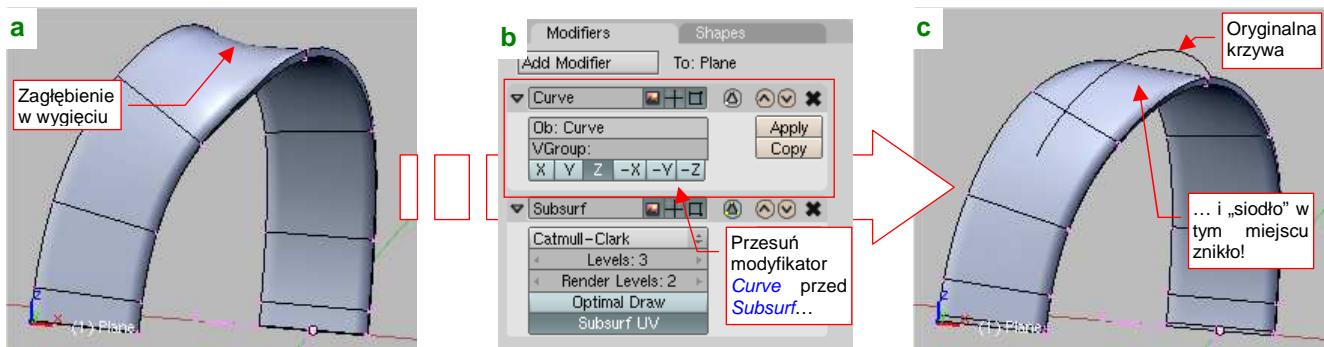 a
Zagłębienie
w wygięciu
z
x
(1) Plane
b
Modifiers
Shapes
Add Modifier
To: Plane
Curve
Ob: Curve
VGroup:
X Y Z -X -Y -Z
Apply
Copy
Subsurf
Catmull-Clark
Levels: 3
Render Levels: 2
Optimal Draw
Subsurf UV
Przesuń
modyfikator
Curve przed
Subsurf...
c
Oryginalna
krzywa
... i „siodło” w
tym miejscu
znikło!
z
x
(1) Plane